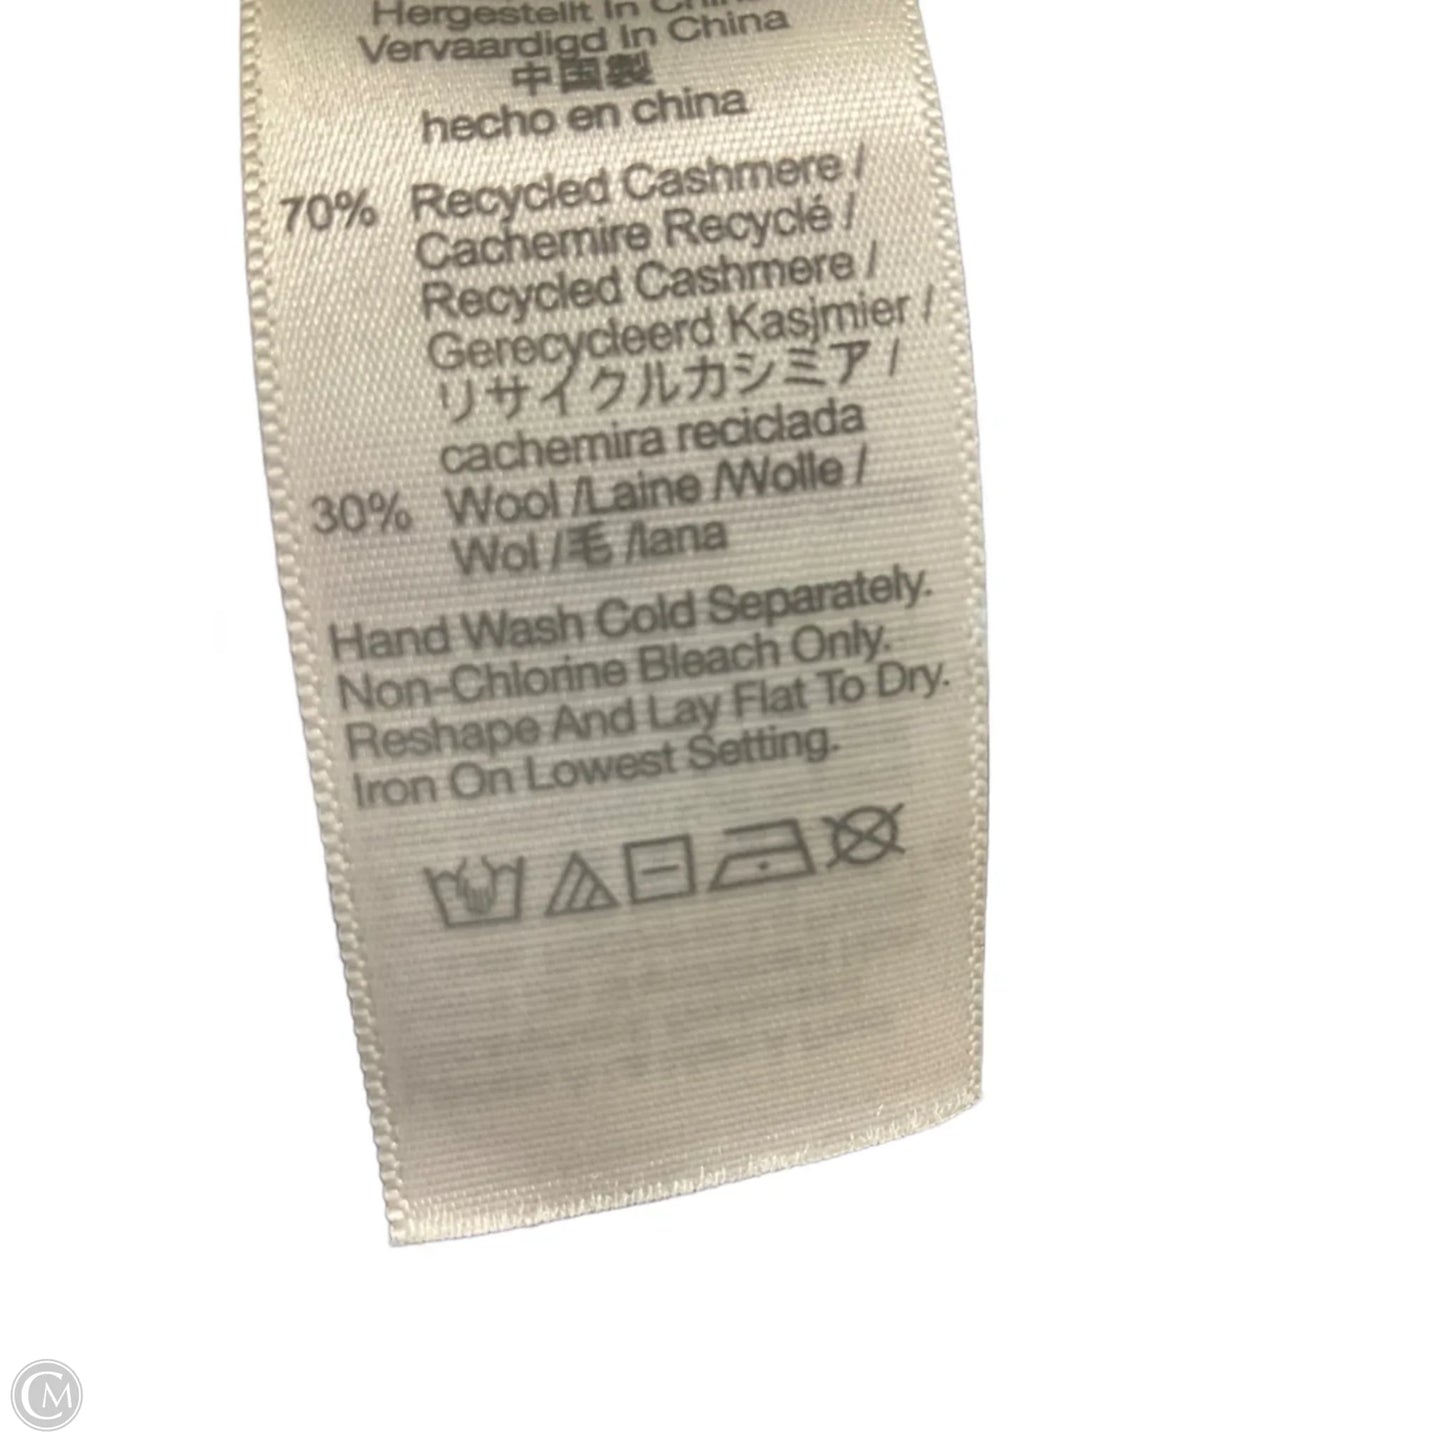 Hergestellt In China
Vervaardigd In China
中国製
hecho en china
70% Recycled Cashmere /
Cachemire Recyclé /
Recycled Cashmere /
Gerecycleerd Kasjmier /
リサイクルカシミア /
cachemira reciclada
30% Wool /Laine /Wolle /
Wol /毛 /lana
Hand Wash Cold Separately.
Non-Chlorine Bleach Only.
Reshape And Lay Flat To Dry.
Iron On Lowest Setting.
CM